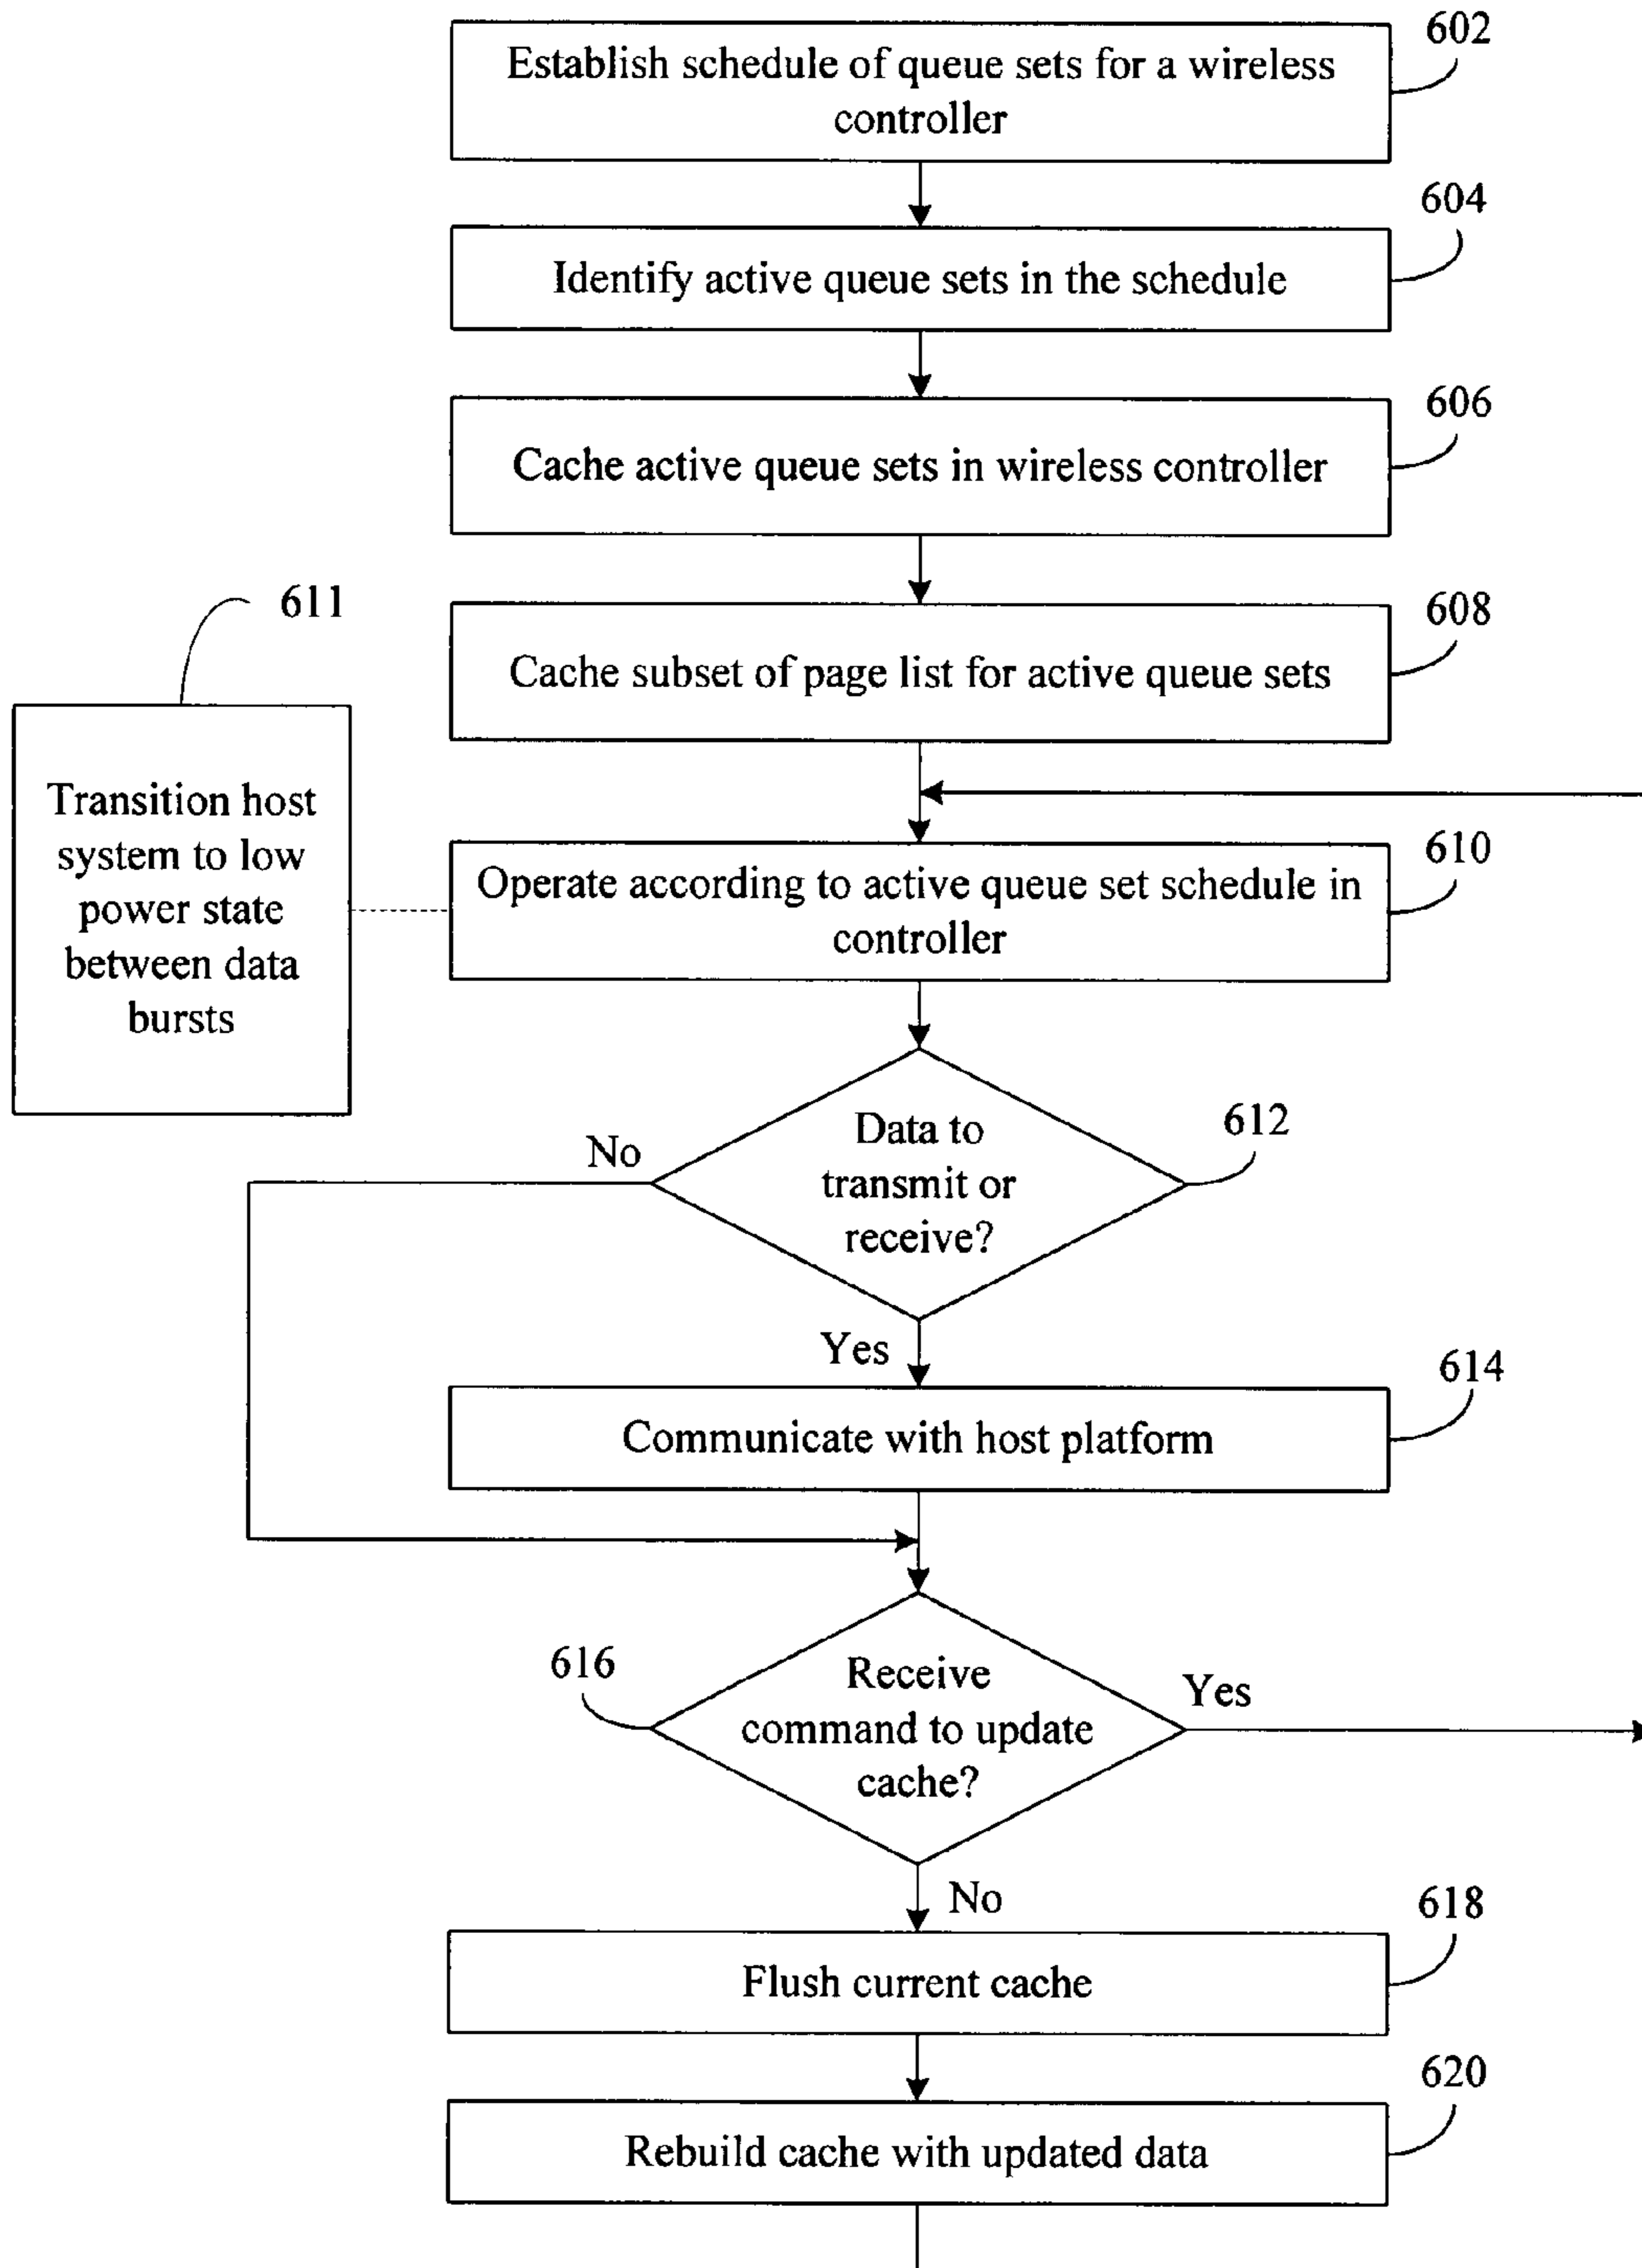 602
Establish schedule of queue sets for a wireless
controller
604
Identify active queue sets in the schedule
606
Cache active queue sets in wireless controller
608
Cache subset of page list for active queue sets
611
Transition host
system to low
power state
between data
bursts
610
Operate according to active queue set schedule in
controller
612
Data to
transmit or
receive?
No
Yes
614
Communicate with host platform
616
Receive
command to update
cache?
Yes
No
618
Flush current cache
620
Rebuild cache with updated data